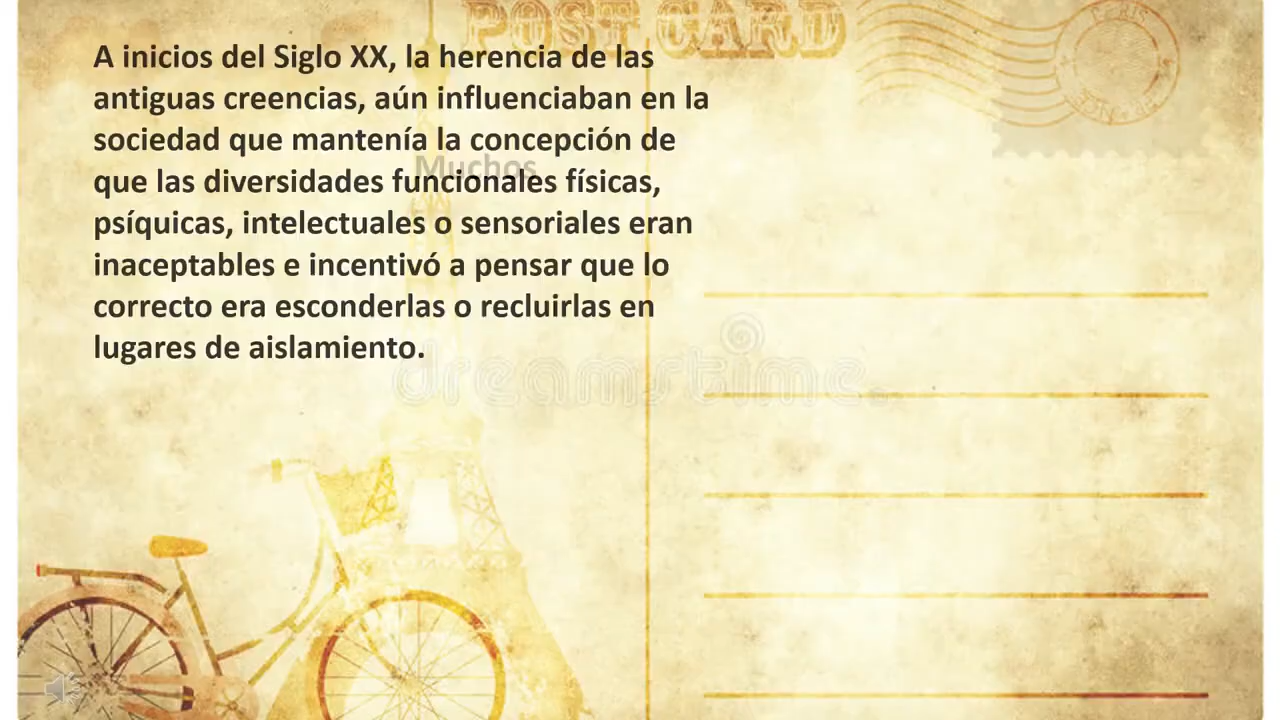 POST CARD
PARIS
A inicios del Siglo XX, la herencia de las
antiguas creencias, aún influenciaban en la
sociedad que mantenía la concepción de
Muchos
que las diversidades funcionales físicas,
psíquicas, intelectuales o sensoriales eran
inaceptables e incentivó a pensar que lo
correcto era esconderlas o recluirlas en
lugares de aislamiento.
dreamstime